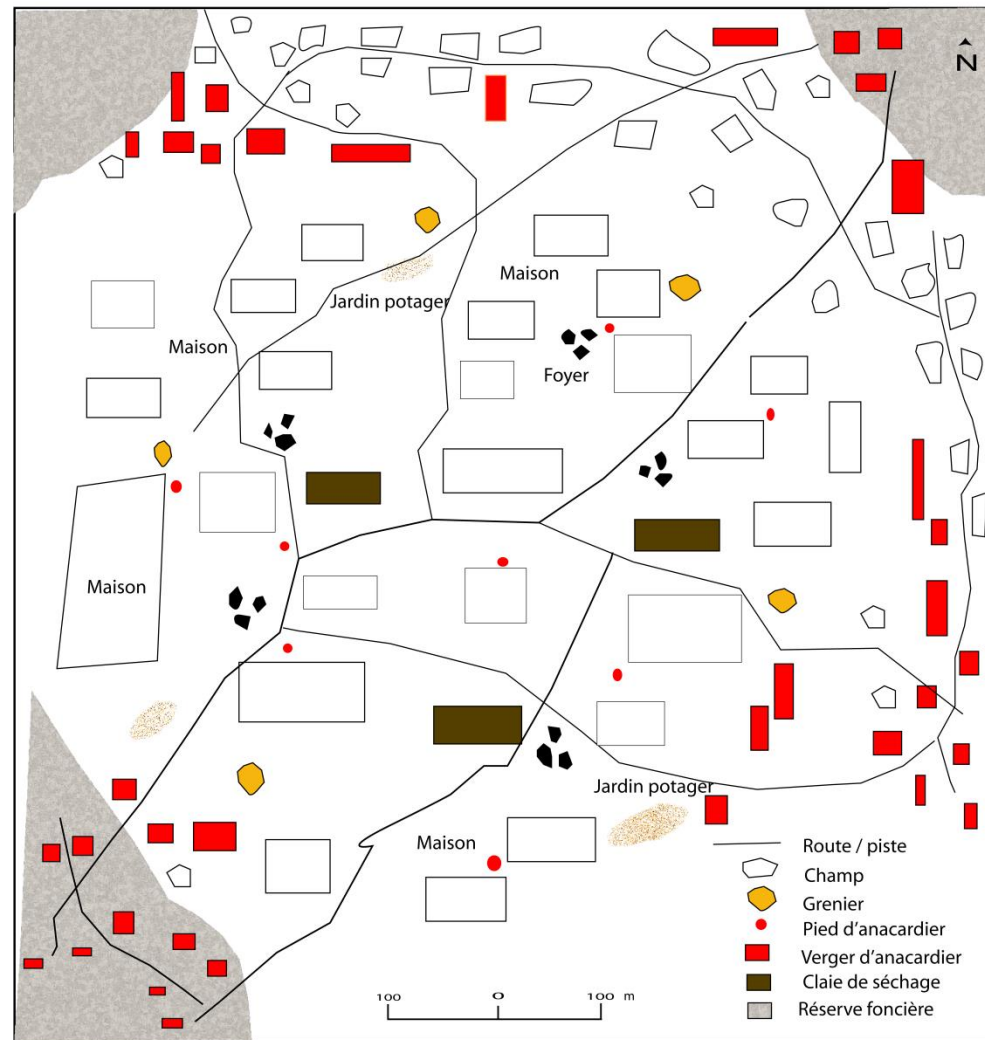 N
Maison
Jardin potager
Maison
Foyer
Maison
Jardin potager
Maison
Route / piste
Champ
Grenier
Pied d'anacardier
Verger d'anacardier
Claie de séchage
Réserve foncière
100 0 100 m